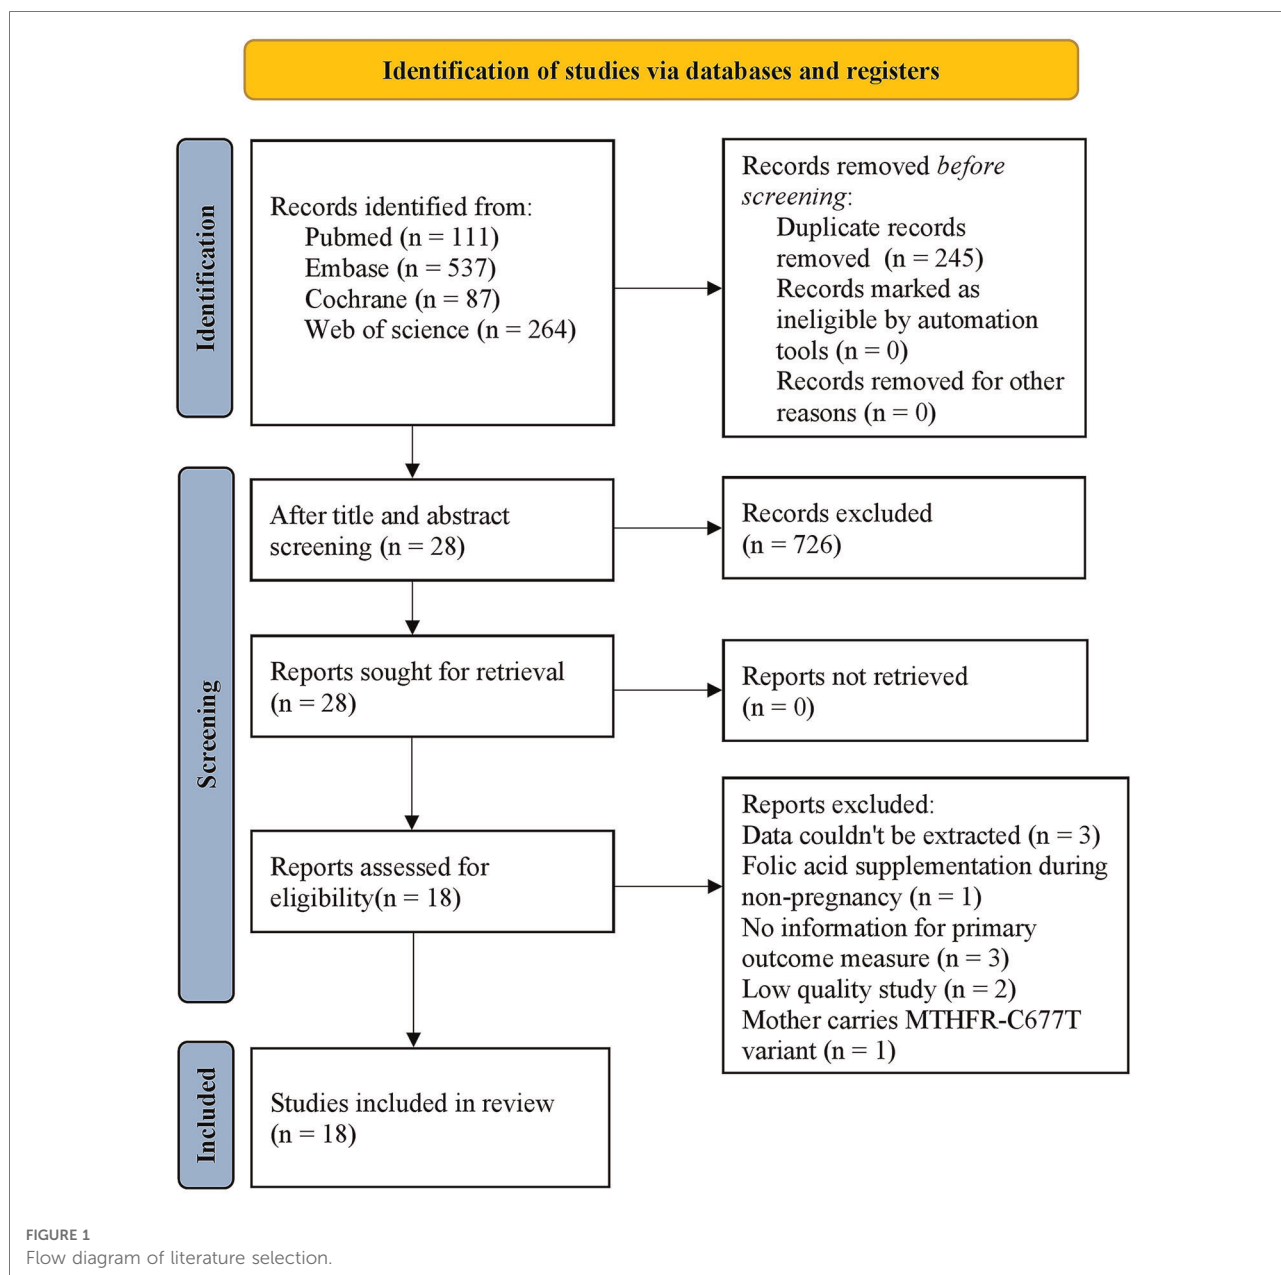 Identification of studies via databases and registers
Identification
Records identified from:
Pubmed (n = 111)
Embase (n = 537)
Cochrane (n = 87)
Web of science (n = 264)
Records removed before
screening:
Duplicate records
removed (n = 245)
Records marked as
ineligible by automation
tools (n = 0)
Records removed for other
reasons (n = 0)
Screening
After title and abstract
screening (n = 28)
Records excluded
(n = 726)
Reports sought for retrieval
(n = 28)
Reports not retrieved
(n = 0)
Reports assessed for
eligibility(n = 18)
Reports excluded:
Data couldn't be extracted (n = 3)
Folic acid supplementation during
non-pregnancy (n = 1)
No information for primary
outcome measure (n = 3)
Low quality study (n = 2)
Mother carries MTHFR-C677T
variant (n = 1)
Included
Studies included in review
(n = 18)
FIGURE 1
Flow diagram of literature selection.